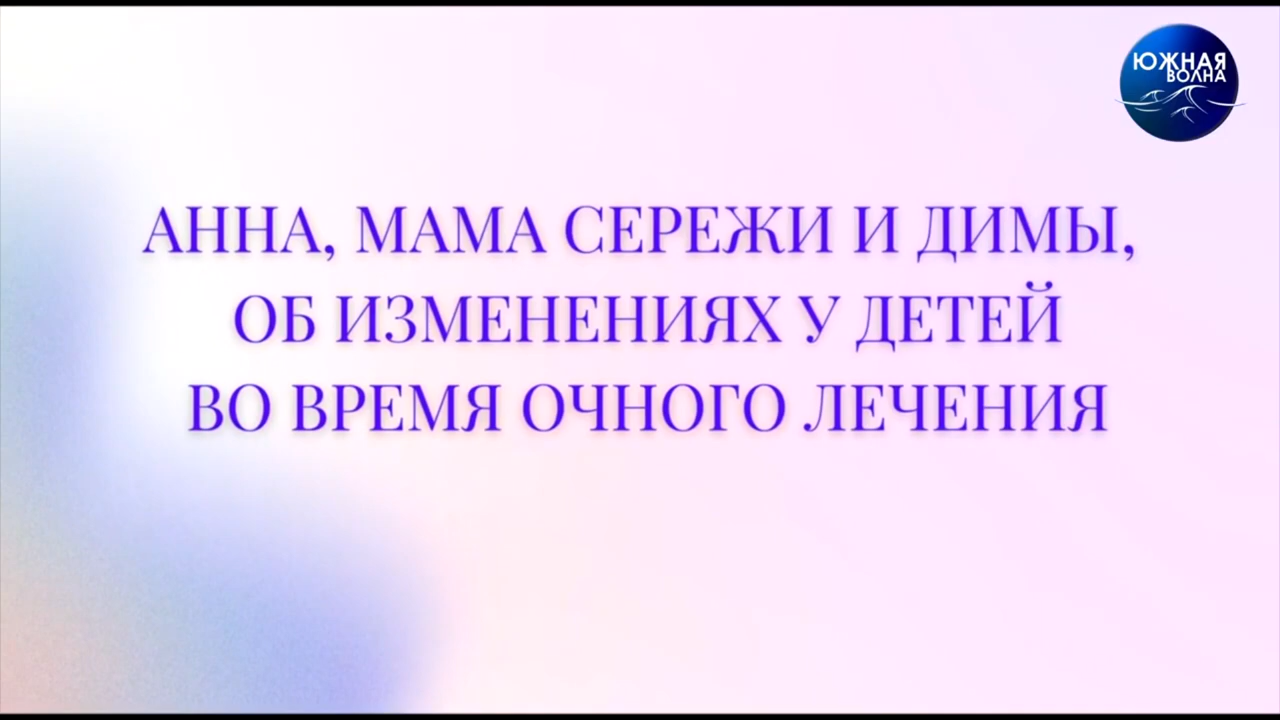 ЮЖНАЯ
ВОЛНА
АННА, МАМА СЕРЕЖИ И ДИМЫ,
ОБ ИЗМЕНЕНИЯХ У ДЕТЕЙ
ВО ВРЕМЯ ОЧНОГО ЛЕЧЕНИЯ